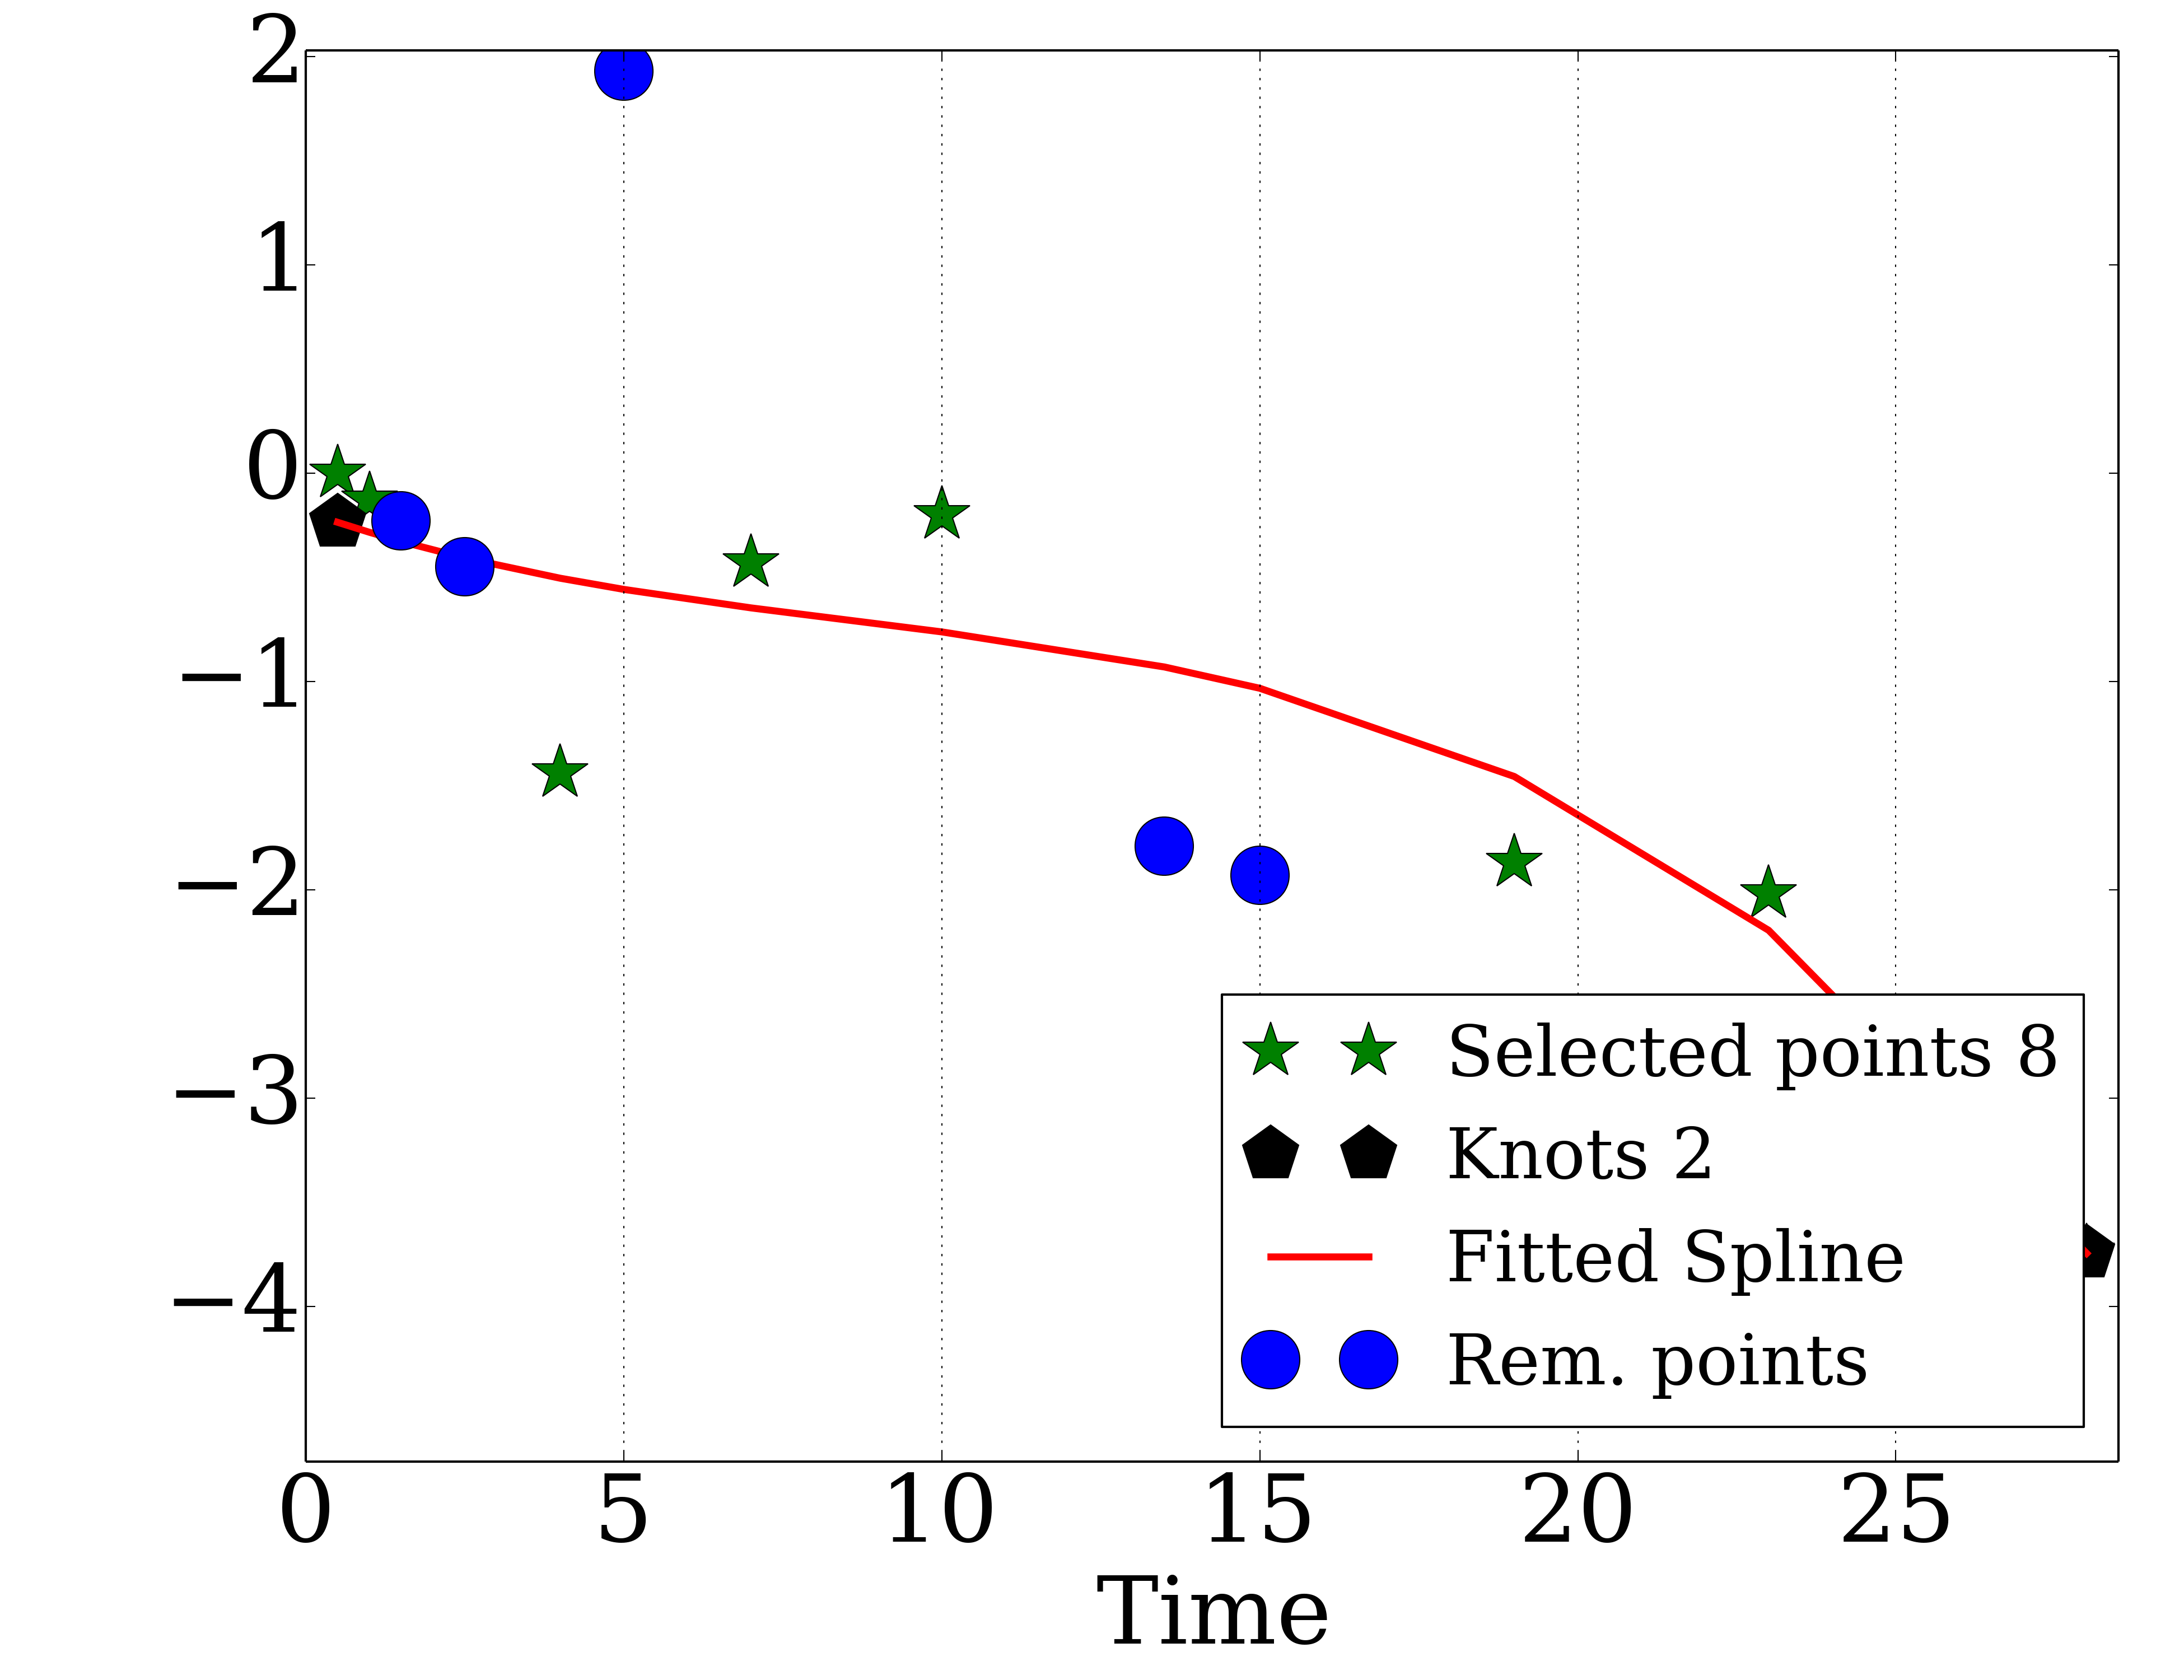 2
1
0
−1
−2
−3
−4
Selected points 8
Knots 2
Fitted Spline
Rem. points
0 5 10 15 20 25
Time